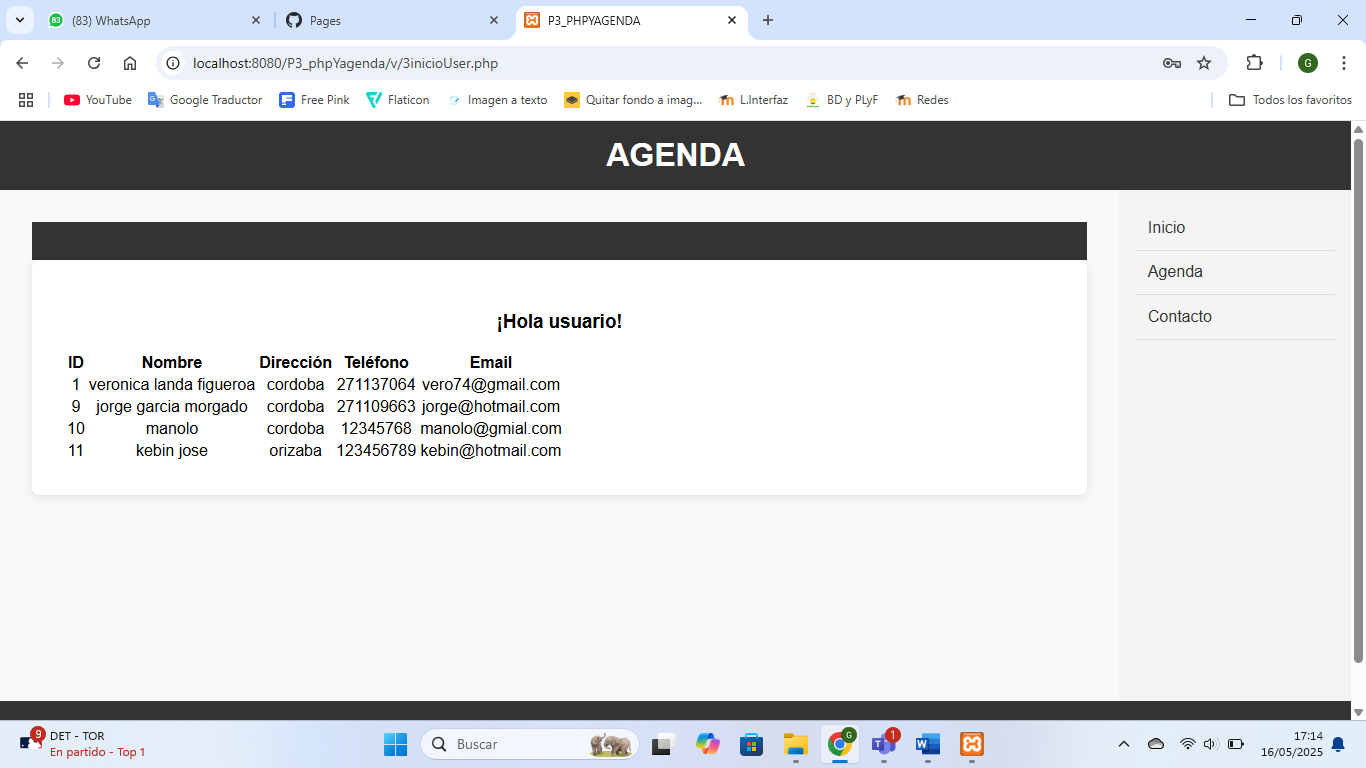 (83) WhatsApp
Pages
P3_PHPYAGENDA
localhost:8080/P3_phpYagenda/v/3inicioUser.php
G
YouTube
Google Traductor
Free Pink
Flaticon
Imagen a texto
Quitar fondo a imag...
L.Interfaz
BD y PLyF
Redes
Todos los favoritos
AGENDA
Inicio
Agenda
Contacto
¡Hola usuario!
ID Nombre Dirección Teléfono Email
1 veronica landa figueroa cordoba 271137064 vero74@gmail.com
9 jorge garcia morgado cordoba 271109663 jorge@hotmail.com
10 manolo cordoba 12345768 manolo@gmial.com
11 kebin jose orizaba 123456789 kebin@hotmail.com
9
DET - TOR
En partido - Top 1
Buscar
G
1
17:14
16/05/2025